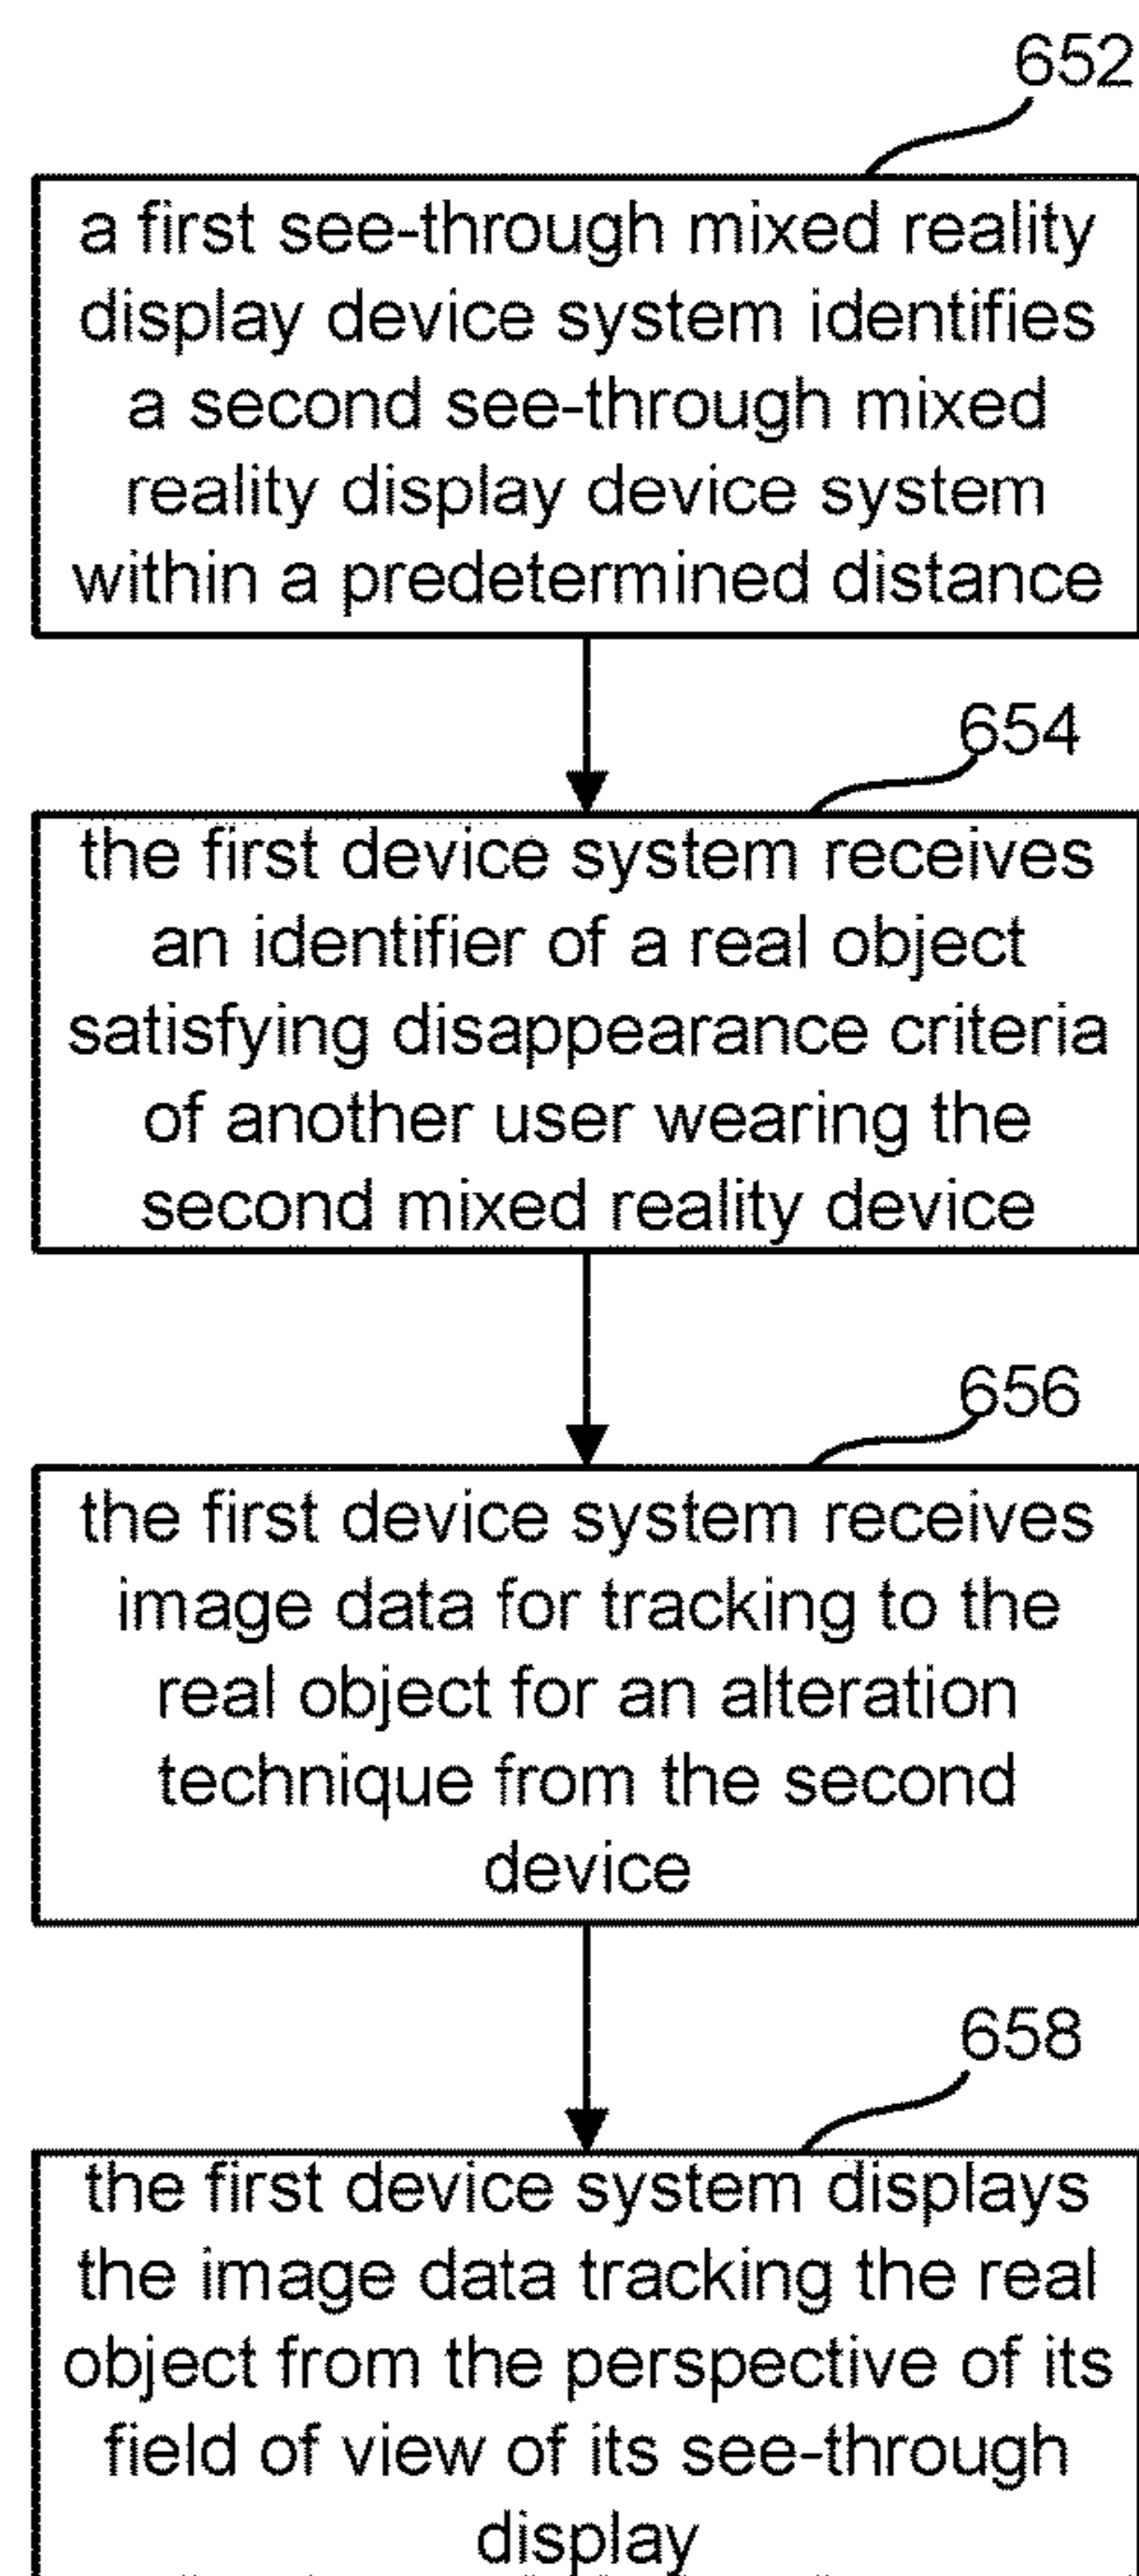 652
a first see-through mixed reality
display device system identifies
a second see-through mixed
reality display device system
within a predetermined distance
654
the first device system receives
an identifier of a real object
satisfying disappearance criteria
of another user wearing the
second mixed reality device
656
the first device system receives
image data for tracking to the
real object for an alteration
technique from the second
device
658
the first device system displays
the image data tracking the real
object from the perspective of its
field of view of its see-through
display